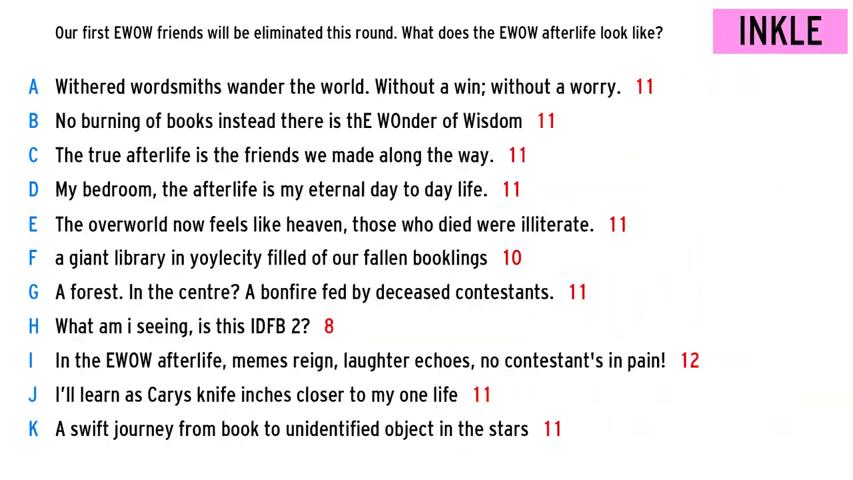 Our first EWOW friends will be eliminated this round. What does the EWOW afterlife look like?
INKLE
A Withered wordsmiths wander the world. Without a win; without a worry. 11
B No burning of books instead there is thE WOnder of Wisdom 11
C The true afterlife is the friends we made along the way. 11
D My bedroom, the afterlife is my eternal day to day life. 11
E The overworld now feels like heaven, those who died were illiterate. 11
F a giant library in yoylecity filled of our fallen booklings 10
G A forest. In the centre? A bonfire fed by deceased contestants. 11
H What am i seeing, is this IDFB 2? 8
I In the EWOW afterlife, memes reign, laughter echoes, no contestant's in pain! 12
J I’ll learn as Carys knife inches closer to my one life 11
K A swift journey from book to unidentified object in the stars 11